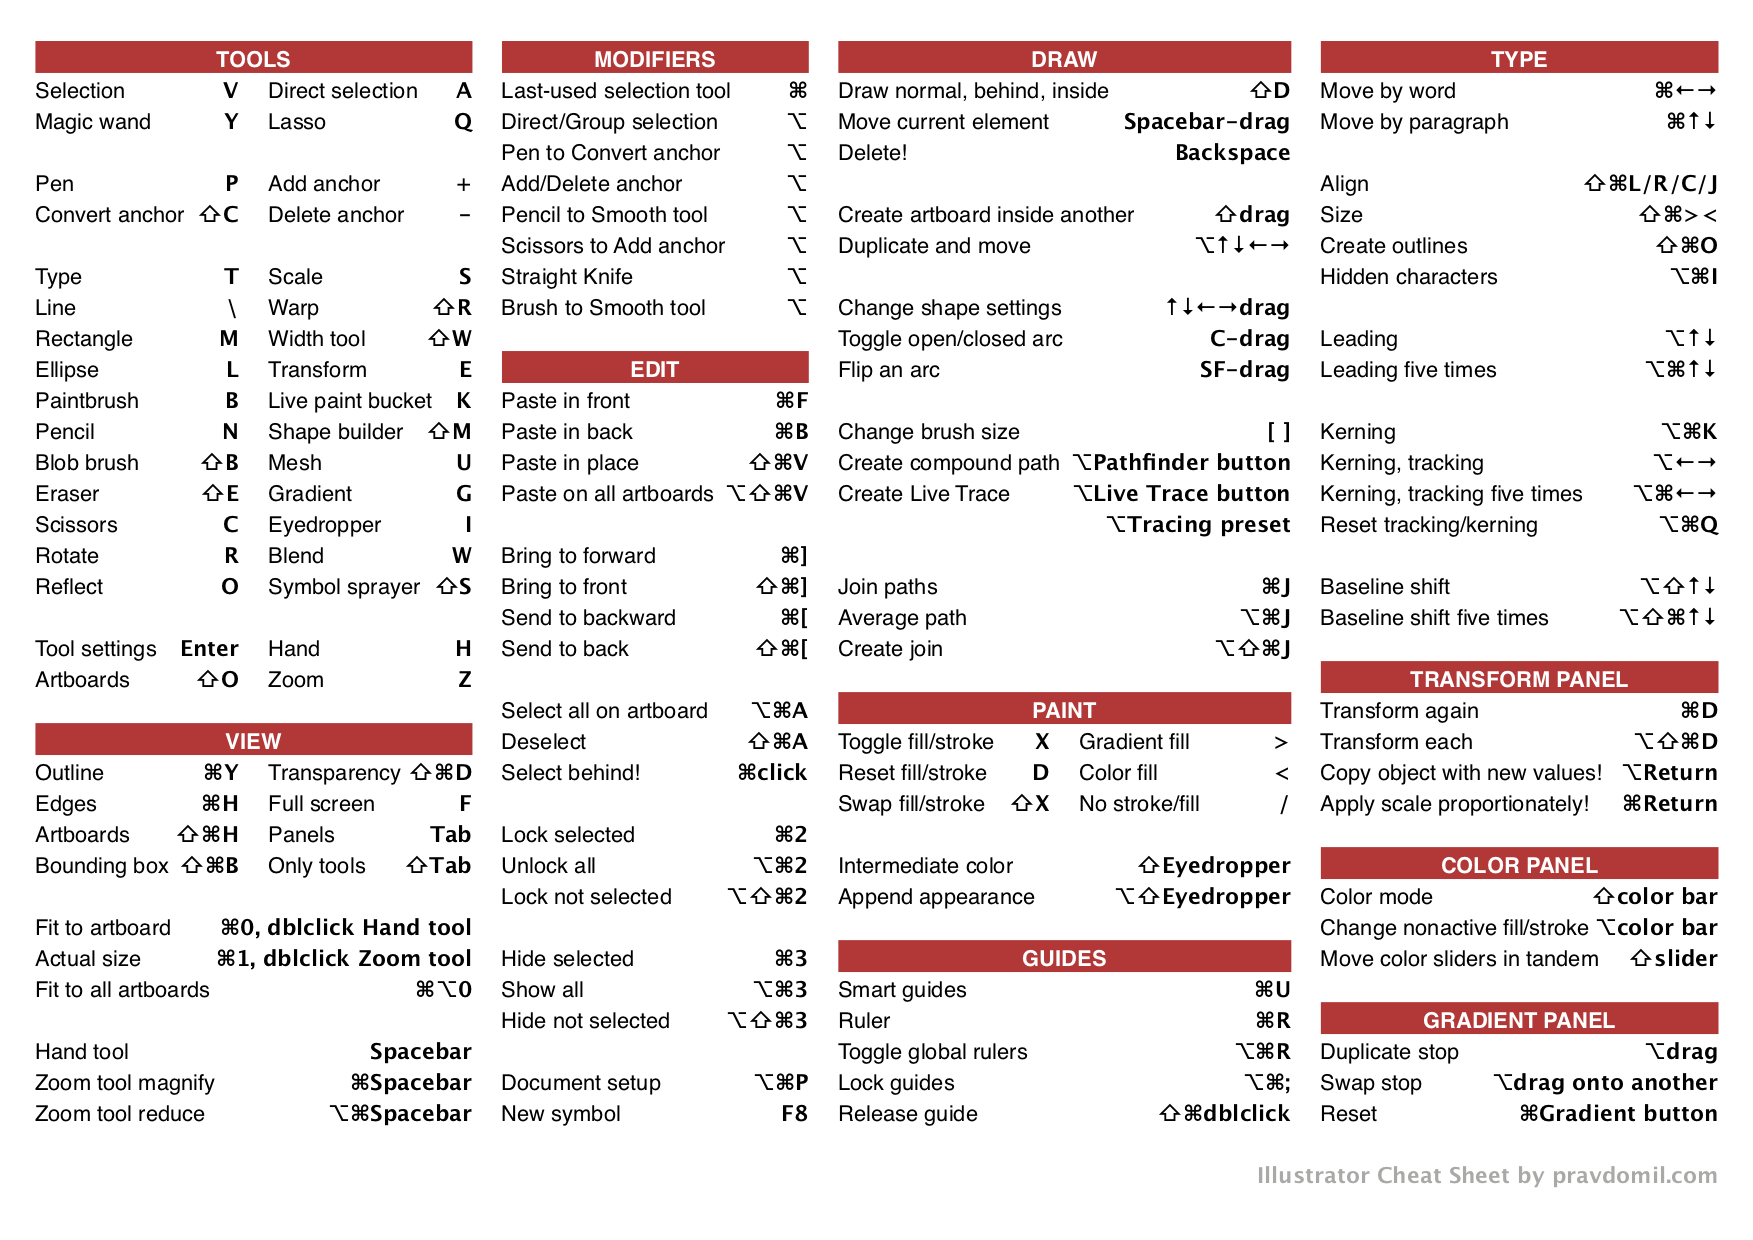 TOOLS
Selection V Direct selection A
Magic wand Y Lasso Q
Pen P Add anchor +
Convert anchor ⇧C Delete anchor –
Type T Scale S
Line \ Warp ⇧R
Rectangle M Width tool ⇧W
Ellipse L Transform E
Paintbrush B Live paint bucket K
Pencil N Shape builder ⇧M
Blob brush ⇧B Mesh U
Eraser ⇧E Gradient G
Scissors C Eyedropper I
Rotate R Blend W
Reflect O Symbol sprayer ⇧S
Tool settings Enter Hand H
Artboards ⇧O Zoom Z
VIEW
Outline ⌘Y Transparency ⇧⌘D
Edges ⌘H Full screen F
Artboards ⇧⌘H Panels Tab
Bounding box ⇧⌘B Only tools ⇧Tab
Fit to artboard ⌘0, dblclick Hand tool
Actual size ⌘1, dblclick Zoom tool
Fit to all artboards ⌘⌥0
Hand tool Spacebar
Zoom tool magnify ⌘Spacebar
Zoom tool reduce ⌥⌘Spacebar
MODIFIERS
Last-used selection tool ⌘
Direct/Group selection ⌥
Pen to Convert anchor ⌥
Add/Delete anchor ⌥
Pencil to Smooth tool ⌥
Scissors to Add anchor ⌥
Straight Knife ⌥
Brush to Smooth tool ⌥
EDIT
Paste in front ⌘F
Paste in back ⌘B
Paste in place ⇧⌘V
Paste on all artboards ⌥⇧⌘V
Bring to forward ⌘]
Bring to front ⇧⌘]
Send to backward ⌘[
Send to back ⇧⌘[
Select all on artboard ⌥⌘A
Deselect ⇧⌘A
Select behind! ⌘click
Lock selected ⌘2
Unlock all ⌥⌘2
Lock not selected ⌥⇧⌘2
Hide selected ⌘3
Show all ⌥⌘3
Hide not selected ⌥⇧⌘3
Document setup ⌥⌘P
New symbol F8
DRAW
Draw normal, behind, inside ⇧D
Move current element Spacebar–drag
Delete! Backspace
Create artboard inside another ⇧drag
Duplicate and move ⌥↑↓←→
Change shape settings ↑↓←→drag
Toggle open/closed arc C–drag
Flip an arc SF–drag
Change brush size [ ]
Create compound path ⌥Pathfinder button
Create Live Trace ⌥Live Trace button
⌥Tracing preset
Join paths ⌘J
Average path ⌥⌘J
Create join ⌥⇧⌘J
PAINT
Toggle fill/stroke X Gradient fill >
Reset fill/stroke D Color fill <
Swap fill/stroke ⇧X No stroke/fill /
Intermediate color ⇧Eyedropper
Append appearance ⌥⇧Eyedropper
GUIDES
Smart guides ⌘U
Ruler ⌘R
Toggle global rulers ⌥⌘R
Lock guides ⌥⌘;
Release guide ⇧⌘dblclick
TYPE
Move by word ⌘←→
Move by paragraph ⌘↑↓
Align ⇧⌘L/R/C/J
Size ⇧⌘> <
Create outlines ⇧⌘O
Hidden characters ⌥⌘I
Leading ⌥↑↓
Leading five times ⌥⌘↑↓
Kerning ⌥⌘K
Kerning, tracking ⌥←→
Kerning, tracking five times ⌥⌘←→
Reset tracking/kerning ⌥⌘Q
Baseline shift ⌥⇧↑↓
Baseline shift five times ⌥⇧⌘↑↓
TRANSFORM PANEL
Transform again ⌘D
Transform each ⌥⇧⌘D
Copy object with new values! ⌥Return
Apply scale proportionately! ⌘Return
COLOR PANEL
Color mode ⇧color bar
Change nonactive fill/stroke ⌥color bar
Move color sliders in tandem ⇧slider
GRADIENT PANEL
Duplicate stop ⌥drag
Swap stop ⌥drag onto another
Reset ⌘Gradient button
Illustrator Cheat Sheet by pravdomil.com